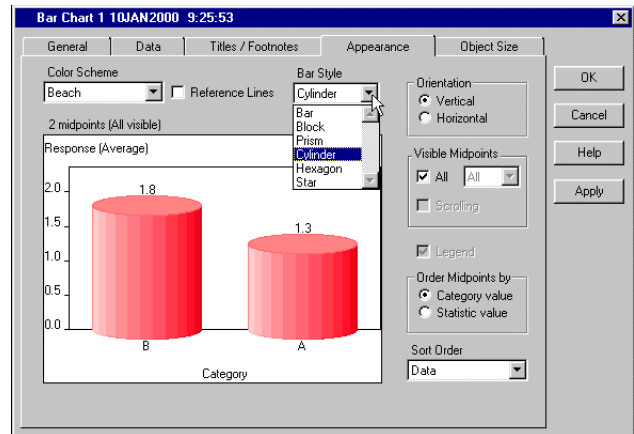 Bar Chart 1 10JAN2000 9:25:53
General Data Titles / Footnotes Appearance Object Size
Color Scheme
Beach
Reference Lines
Bar Style
Cylinder
Bar
Block
Prism
Cylinder
Hexagon
Star
2 midpoints (All visible)
Response (Average)
2.0
1.5
1.0
0.5
0.0
1.8
1.3
B A
Category
Orientation
Vertical
Horizontal
Visible Midpoints
All All
Scrolling
Legend
Order Midpoints by
Category value
Statistic value
Sort Order
Data
OK
Cancel
Help
Apply